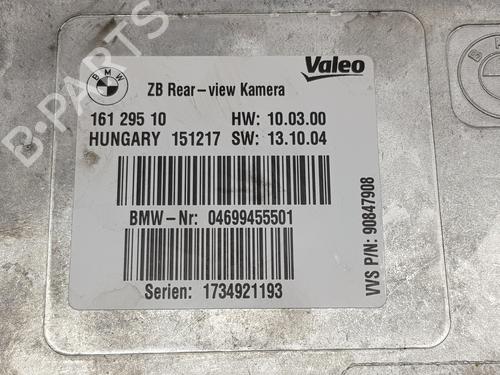 BMW
Valeo
ZB Rear-view Kamera
161 295 10 HW: 10.03.00
HUNGARY 151217 SW: 13.10.04
BMW-Nr: 04699455501
Serien: 1734921193
VVS P/N: 90847908
B-PARTS